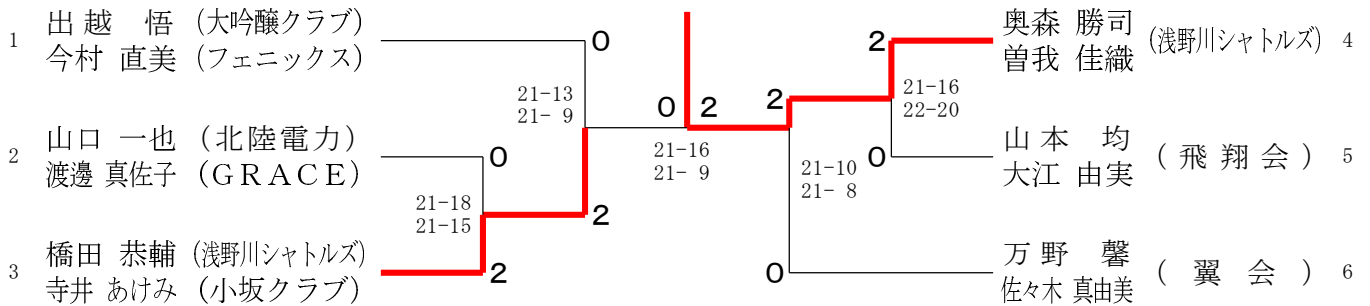 1 出越 悟 (大吟醸クラブ)
今村 直美 (フェニックス)
0
21-13
21- 9
2 山口 一也 (北陸電力)
渡邊 真佐子 (GRACE)
0
21-18
21-15
2
3 橋田 恭輔 (浅野川シャトルズ)
寺井 あけみ (小坂クラブ)
2
0 2
21-16
21- 9
奥森 勝司
曽我 佳織
(浅野川シャトルズ) 4
2
21-16
22-20
2
山本 均
大江 由実
(飛翔会) 5
0
21-10
21- 8
万野 馨
佐々木 真由美
(翼会) 6
0